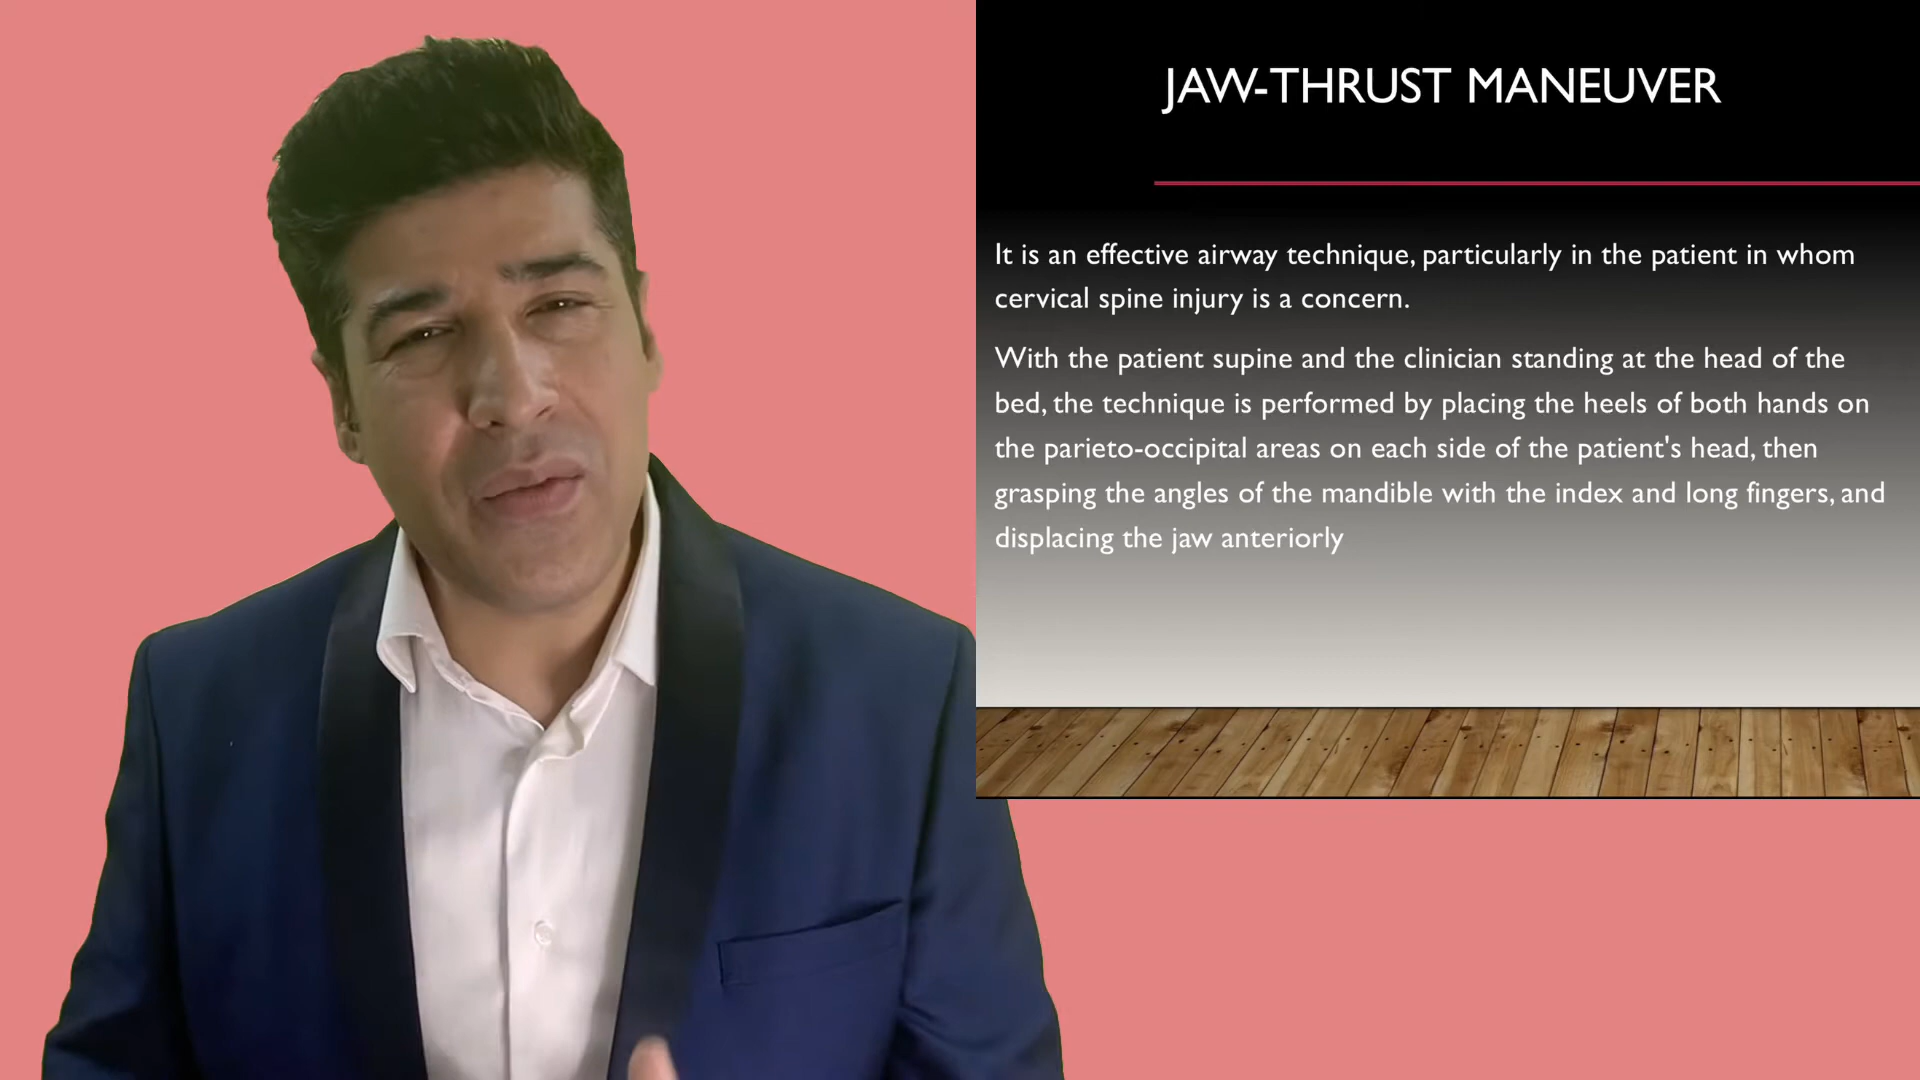 JAW-THRUST MANEUVER
It is an effective airway technique, particularly in the patient in whom
cervical spine injury is a concern.
With the patient supine and the clinician standing at the head of the
bed, the technique is performed by placing the heels of both hands on
the parieto-occipital areas on each side of the patient's head, then
grasping the angles of the mandible with the index and long fingers, and
displacing the jaw anteriorly